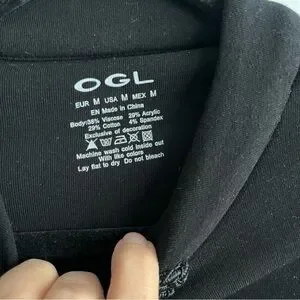 OGL
EUR M USA M MEX M
EN Made in China
Body:38% Viscose 29% Acrylic
29% Cotton 4% Spandex
Exclusive of decoration
Machine wash cold inside out
With like colors
Lay flat to dry Do not bleach